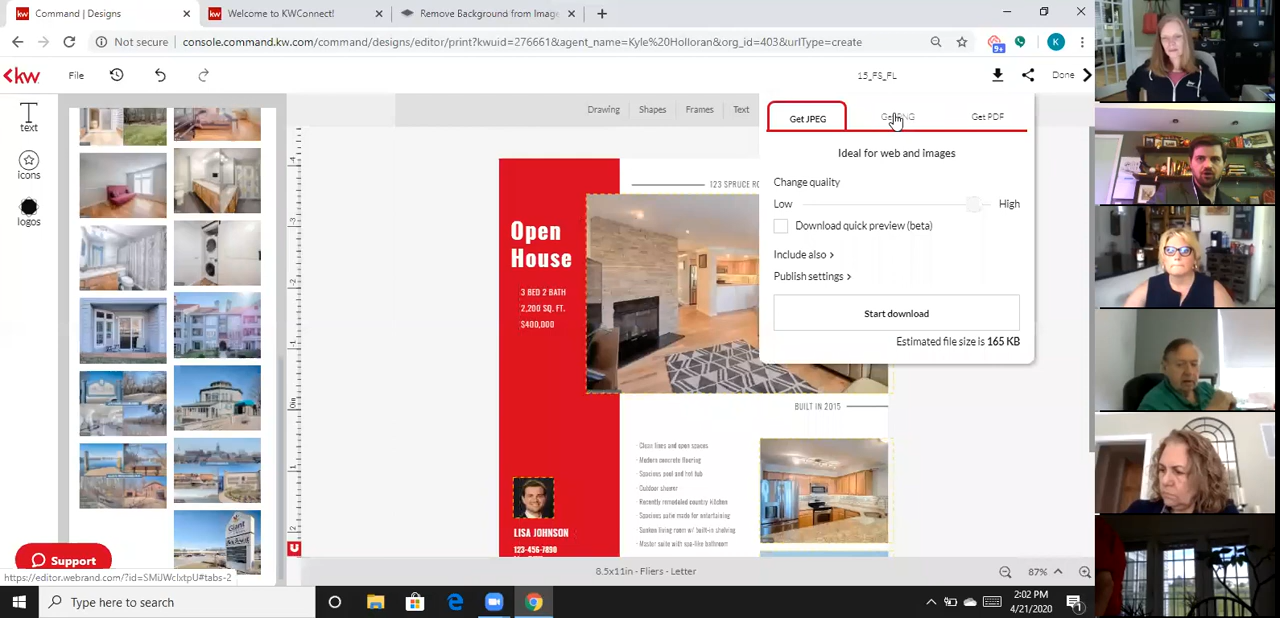 Command | Designs
Welcome to KWConnect!
Remove Background from Imag
Not secure | console.command.kw.com/command/designs/editor/print?kwuid=276661&agent_name=Kyle%20Holloran&org_id=403&urlType=create
9+
K
kw
File
15_FS_FL
Done
text
icons
logos
Support
Drawing
Shapes
Frames
Text
Get JPEG
Get PDF
Ideal for web and images
Change quality
Low
High
Download quick preview (beta)
Include also >
Publish settings >
Start download
Estimated file size is 165 KB
123 SPRUCE RO
Open
House
3 BED 2 BATH
2,200 SQ. FT.
$400,000
BUILT IN 2015
· Clean lines and open spaces
· Modern concrete flooring
· Spacious pool and hot tub
· Outdoor shower
· Recently remodeled country kitchen
· Spacious patio made for entertaining
· Sunken living room w/ built-in shelving
· Master suite with spa-like bathroom
LISA JOHNSON
123-456-7890
8.5x11in - Fliers - Letter
87%
https://editor.webrand.com/?id=SMiJWclxtpU#tabs-2
Type here to search
2:02 PM
4/21/2020